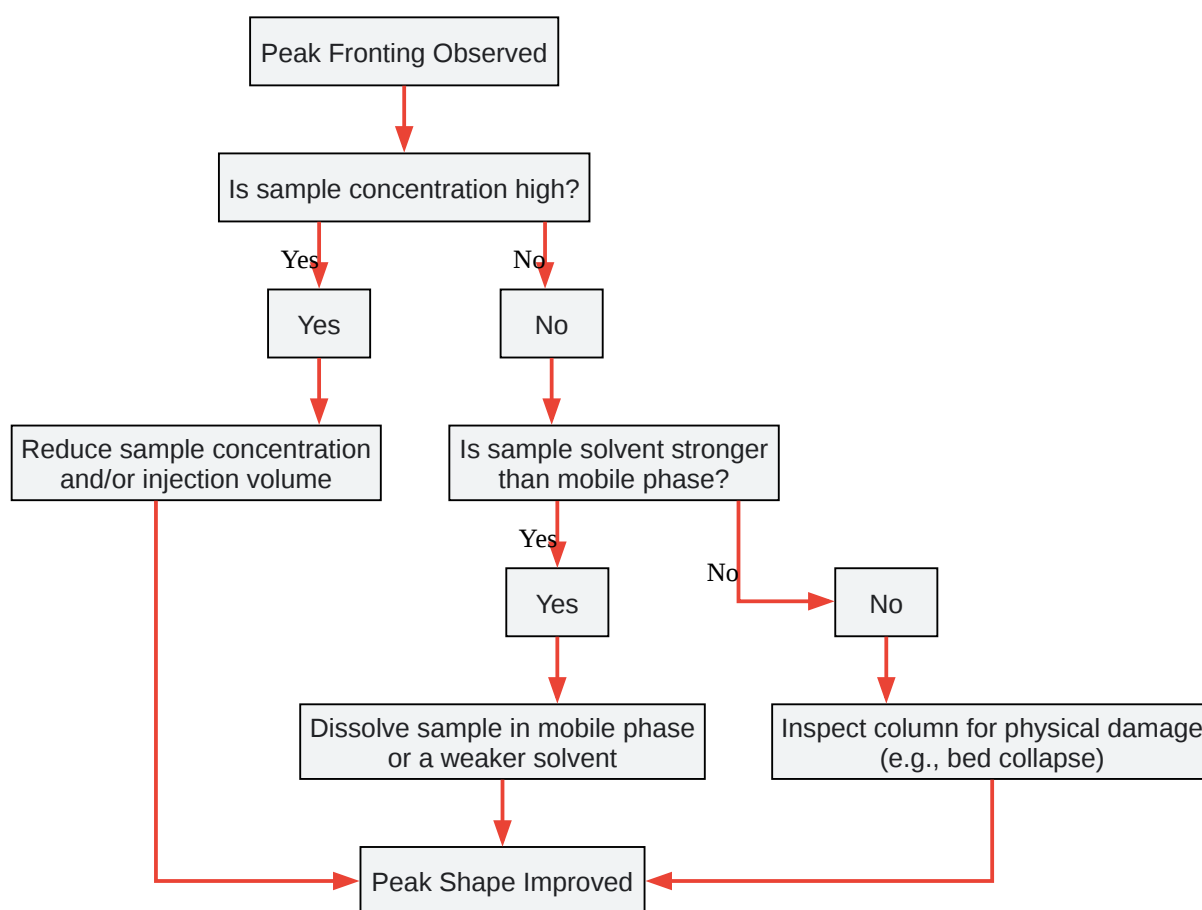 Peak Fronting Observed
Is sample concentration high?
Yes
No
Yes
No
Reduce sample concentration
and/or injection volume
Is sample solvent stronger
than mobile phase?
Yes
No
Yes
No
Dissolve sample in mobile phase
or a weaker solvent
Inspect column for physical damage
(e.g., bed collapse)
Peak Shape Improved